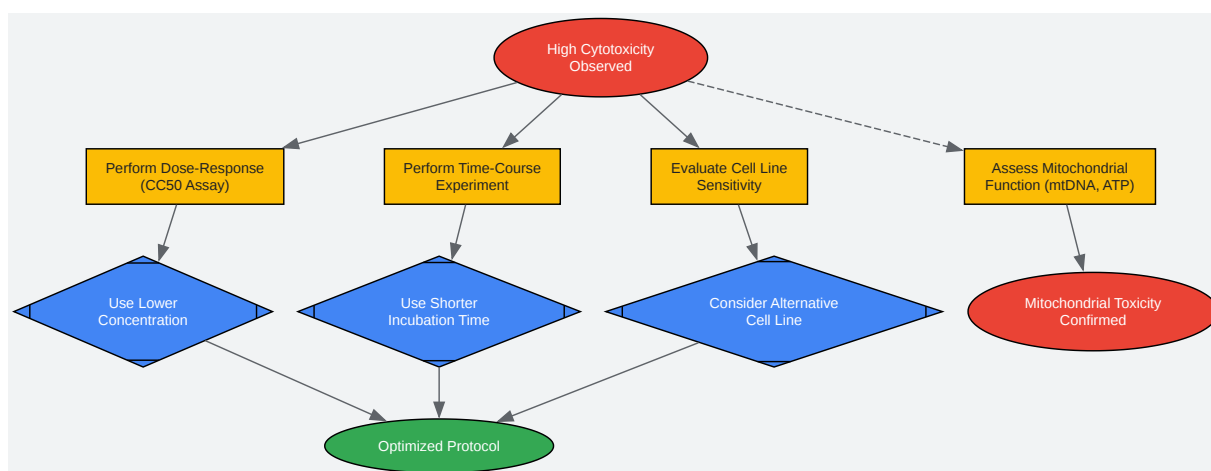 High Cytotoxicity
Observed
Perform Dose-Response
(CC50 Assay)
Perform Time-Course
Experiment
Evaluate Cell Line
Sensitivity
Assess Mitochondrial
Function (mtDNA, ATP)
Use Lower
Concentration
Use Shorter
Incubation Time
Consider Alternative
Cell Line
Mitochondrial Toxicity
Confirmed
Optimized Protocol